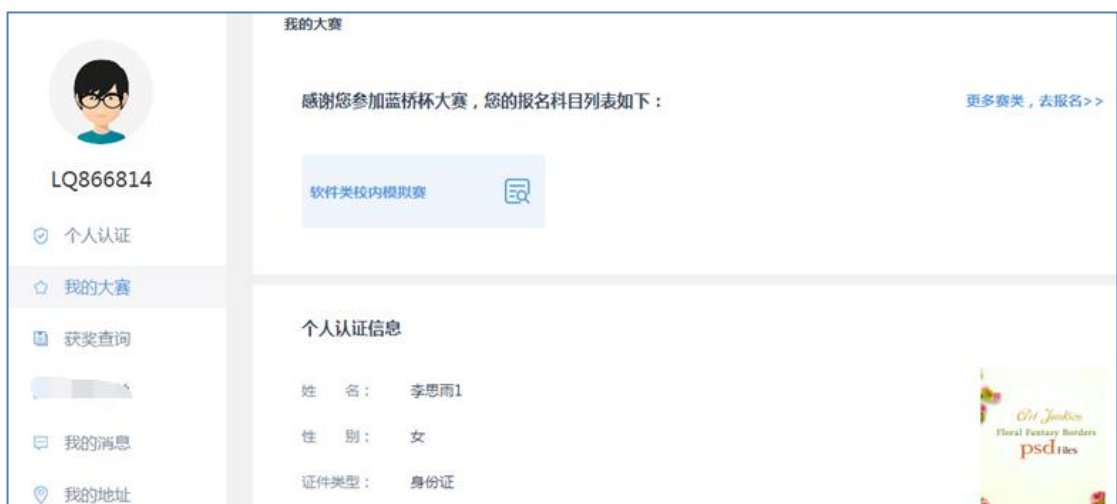 我的大赛
感谢您参加蓝桥杯大赛，您的报名科目列表如下：
更多赛类，去报名>>
LQ866814
软件类校内模拟赛
个人认证
我的大赛
获奖查询
我的消息
我的地址
个人认证信息
姓 名： 李思雨1
性 别： 女
证件类型： 身份证
Art Junkies
Floral Fantasy Borders
psd Files